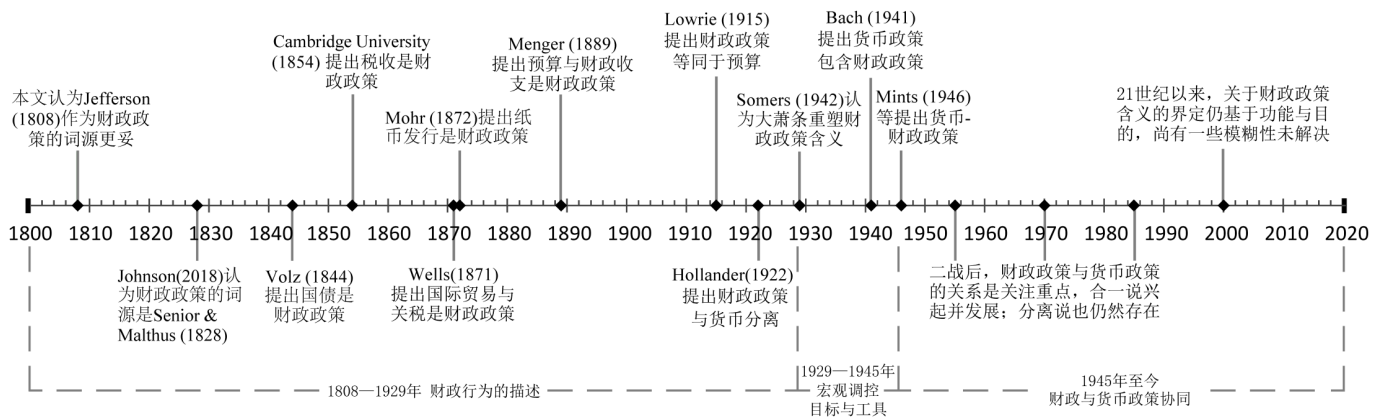 本文认为Jefferson
(1808)作为财政政
策的词源更妥
Cambridge University
(1854) 提出税收是财
政政策
Mohr (1872)提出纸
币发行是财政政策
Menger (1889)
提出预算与财政收
支是财政政策
Lowrie (1915)
提出财政政策
等同于预算
Somers (1942)认
为大萧条重塑财
政政策含义
Bach (1941)
提出货币政策
包含财政政策
Mints (1946)
等提出货币-
财政政策
21世纪以来，关于财政政策
含义的界定仍基于功能与目
的，尚有一些模糊性未解决
1800 1810 1820 1830 1840 1850 1860 1870 1880 1890 1900 1910 1920 1930 1940 1950 1960 1970 1980 1990 2000 2010 2020
Johnson(2018)认
为财政政策的词
源是Senior &
Malthus (1828)
Volz (1844)
提出国债是
财政政策
Wells(1871)
提出国际贸易与
关税是财政政策
Hollander(1922)
提出财政政策
与货币分离
二战后，财政政策与货币政策
的关系是关注重点，合一说兴
起并发展；分离说也仍然存在
1808—1929年 财政行为的描述
1929—1945年
宏观调控
目标与工具
1945年至今
财政与货币政策协同